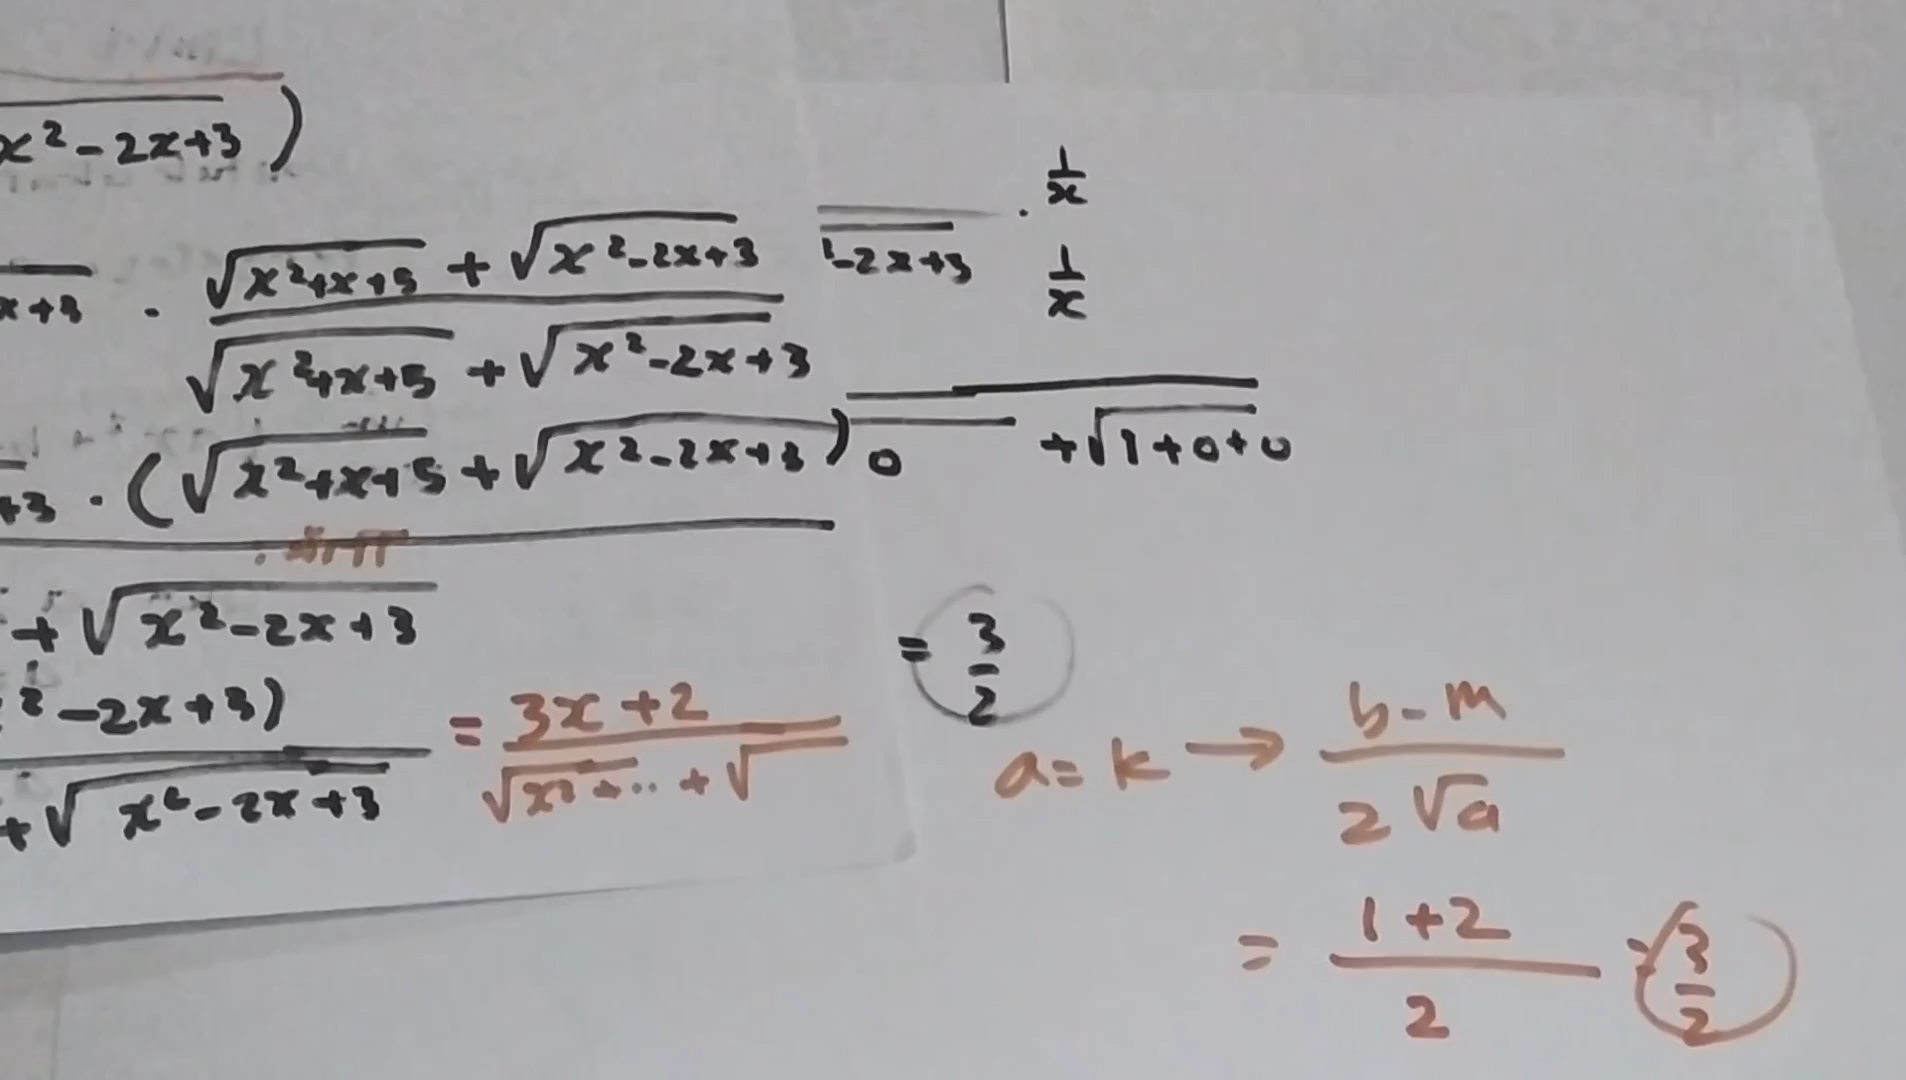 x² - 2x + 3 )
x + 3 · (√(x² + x + 5) + √(x² - 2x + 3)) / (√(x² + x + 5) + √(x² - 2x + 3))
+3 · (√(x² + x + 5) + √(x² - 2x + 3))
+ √(x² - 2x + 3)
² - 2x + 3)
+ √(x² - 2x + 3)
= (3x + 2) / (√(x² + ..) + √)
² - 2x + 3 · (1/x) / (1/x)
0 + √(1 + 0 + 0)
= 3/2
a = k → (b - m) / (2√a)
= (1 + 2) / 2 = 3/2